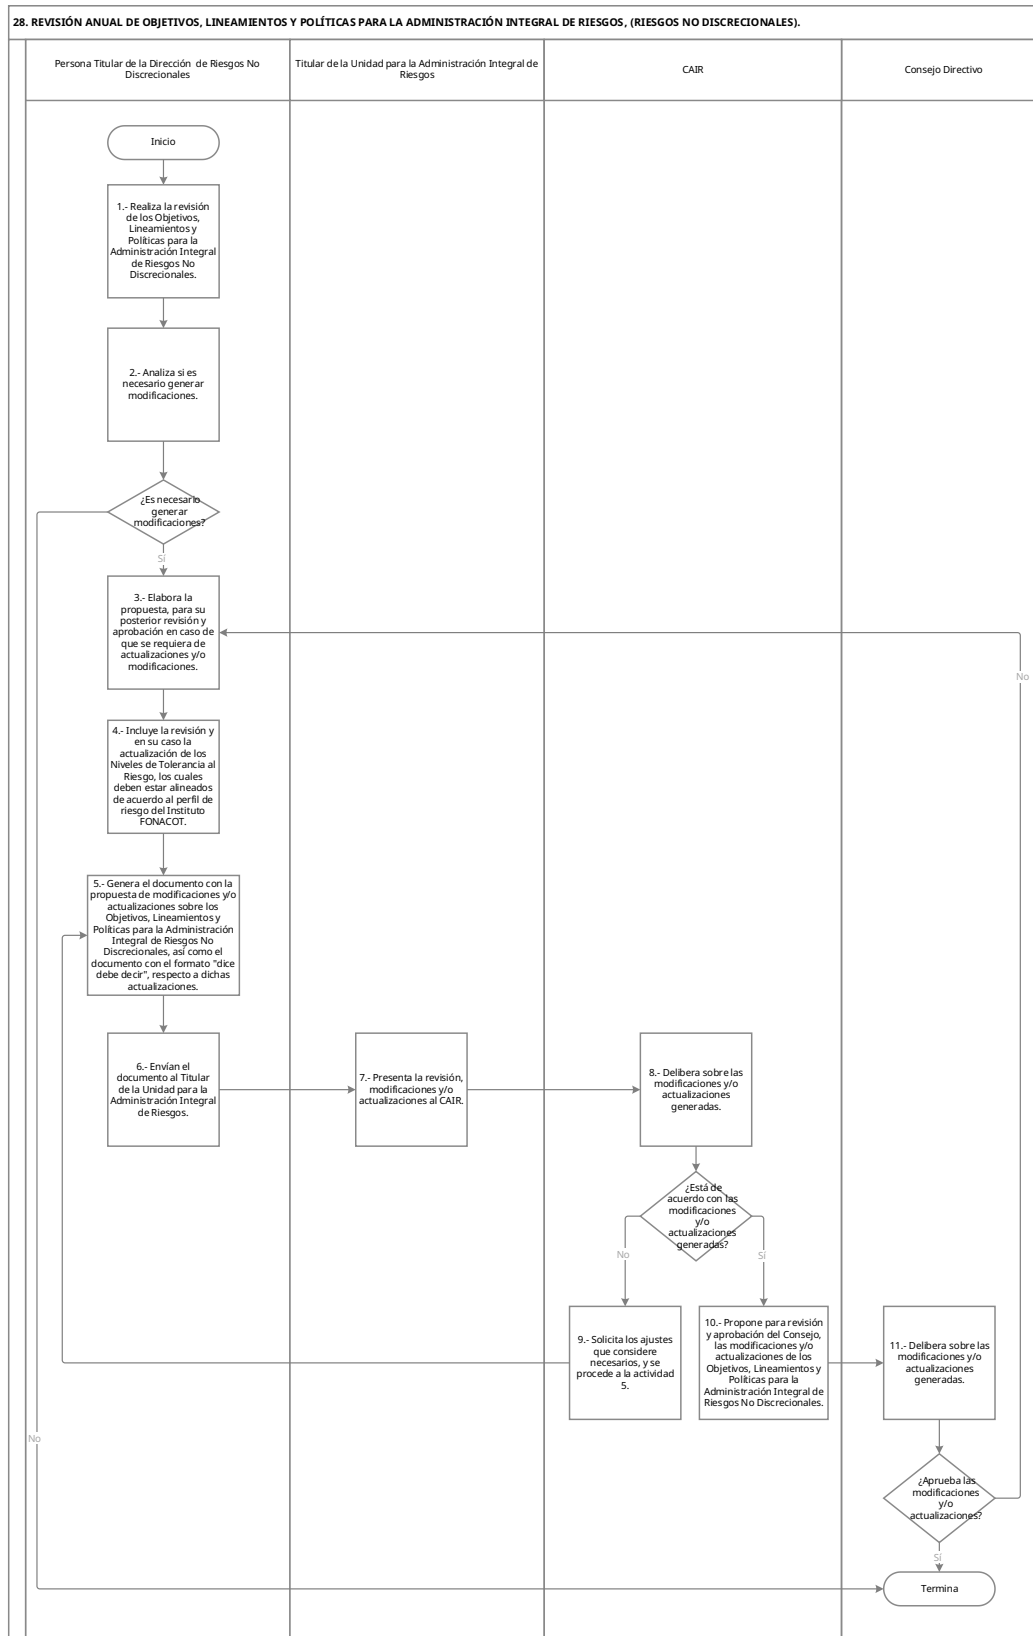 28. REVISIÓN ANUAL DE OBJETIVOS, LINEAMIENTOS Y POLÍTICAS PARA LA ADMINISTRACIÓN INTEGRAL DE RIESGOS, (RIESGOS NO DISCRECIONALES).
Persona Titular de la Dirección de Riesgos No
Discrecionales
Titular de la Unidad para la Administración Integral de
Riesgos
CAIR
Consejo Directivo
Inicio
1.- Realiza la revisión
de los Objetivos,
Lineamientos y
Políticas para la
Administración Integral
de Riesgos No
Discrecionales.
2.- Analiza si es
necesario generar
modificaciones.
¿Es necesario
generar
modificaciones?
Sí
3.- Elabora la
propuesta, para su
posterior revisión y
aprobación en caso de
que se requiera de
actualizaciones y/o
modificaciones.
No
4.- Incluye la revisión y
en su caso la
actualización de los
Niveles de Tolerancia al
Riesgo, los cuales
deben estar alineados
de acuerdo al perfil de
riesgo del Instituto
FONACOT.
5.- Genera el documento con la
propuesta de modificaciones y/o
actualizaciones sobre los
Objetivos, Lineamientos y
Políticas para la Administración
Integral de Riesgos No
Discrecionales, así como el
documento con el formato "dice
debe decir", respecto a dichas
actualizaciones.
6.- Envían el
documento al Titular
de la Unidad para la
Administración Integral
de Riesgos.
7.- Presenta la revisión,
modificaciones y/o
actualizaciones al CAIR.
8.- Delibera sobre las
modificaciones y/o
actualizaciones
generadas.
¿Está de
acuerdo con las
modificaciones
y/o
actualizaciones
generadas?
No
Sí
9.- Solicita los ajustes
que considere
necesarios, y se
procede a la actividad
5.
10.- Propone para revisión
y aprobación del Consejo,
las modificaciones y/o
actualizaciones de los
Objetivos, Lineamientos y
Políticas para la
Administración Integral de
Riesgos No Discrecionales.
11.- Delibera sobre las
modificaciones y/o
actualizaciones
generadas.
No
¿Aprueba las
modificaciones
y/o
actualizaciones?
Sí
Termina